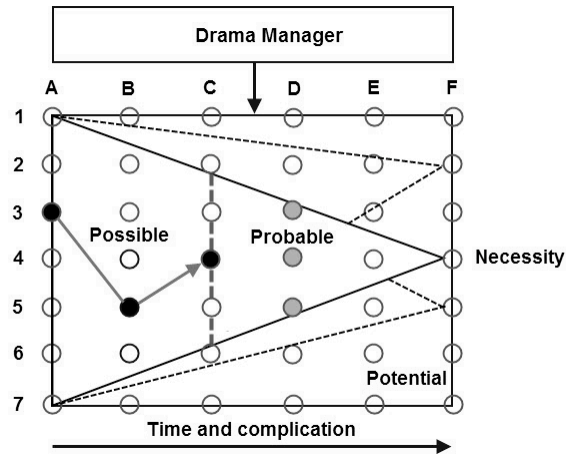 Drama Manager
A B C D E F
1
2
3
Possible Probable
4 Necessity
5
6
Potential
7
Time and complication